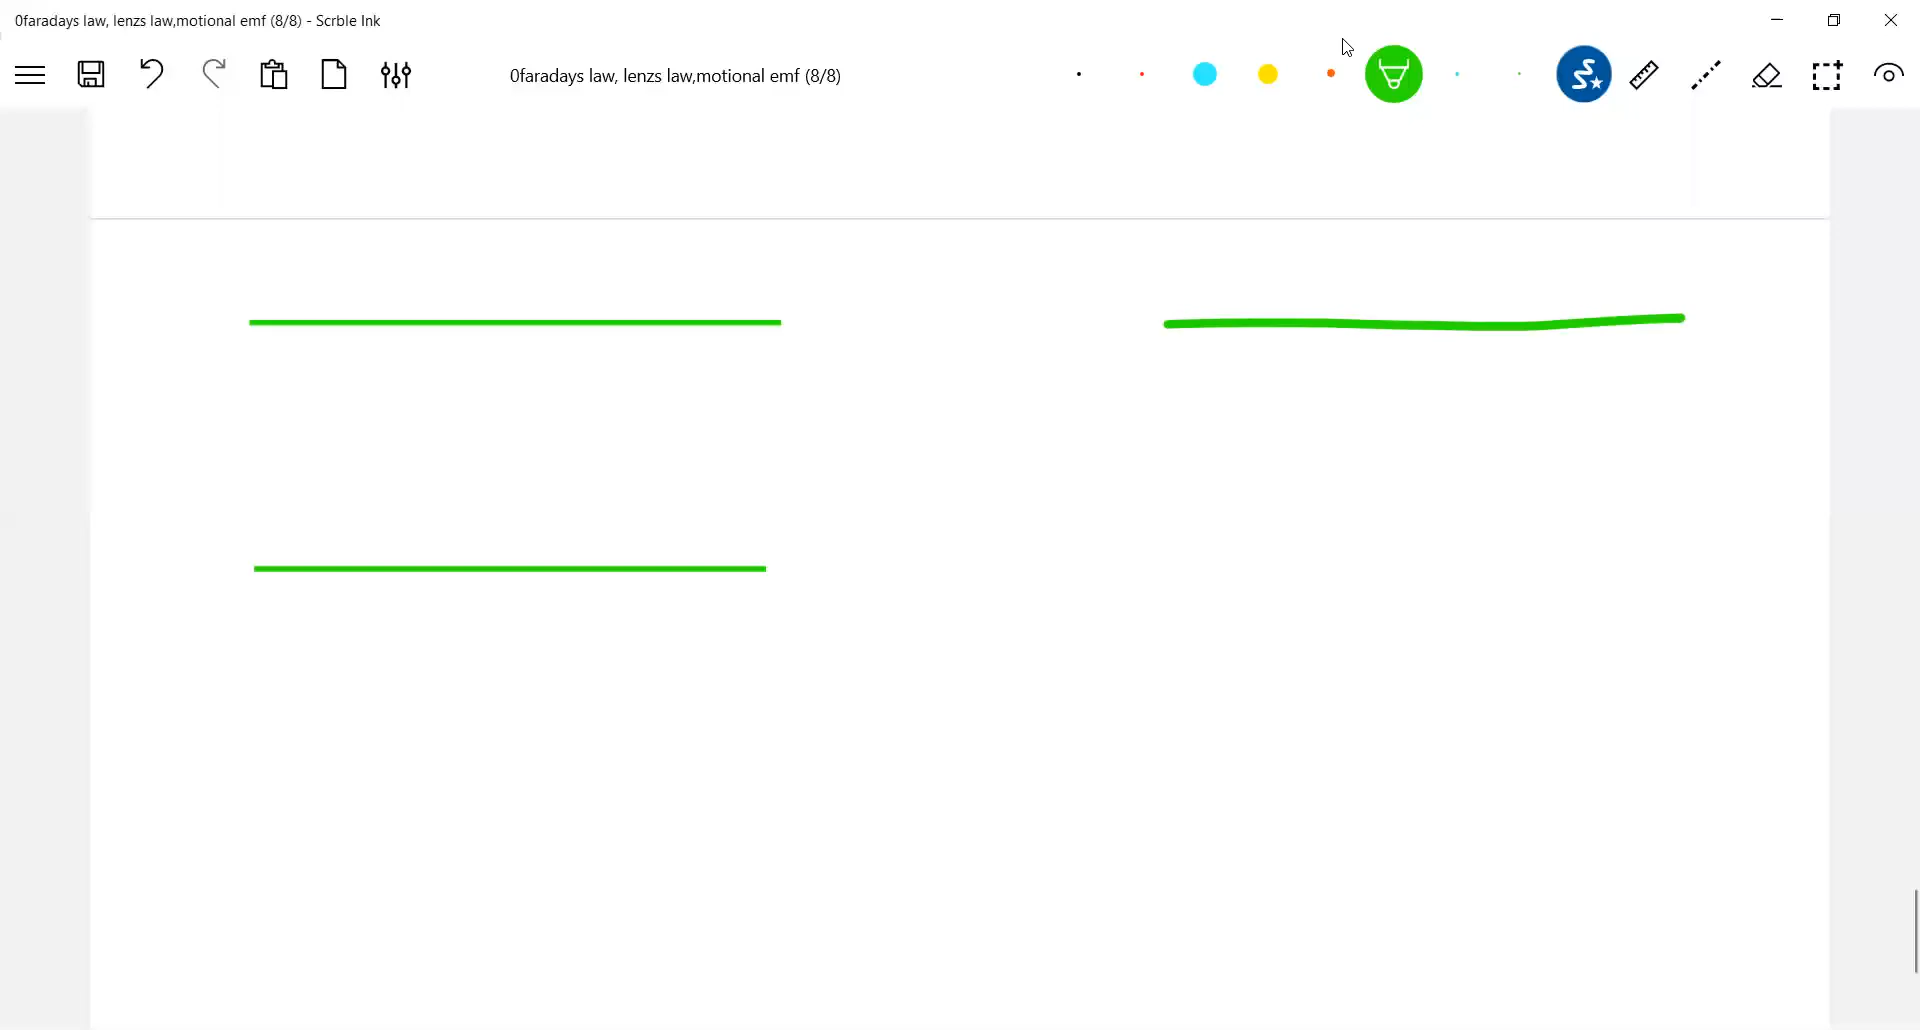 0faradays law, lenzs law,motional emf (8/8) - Scrble Ink
0faradays law, lenzs law,motional emf (8/8)